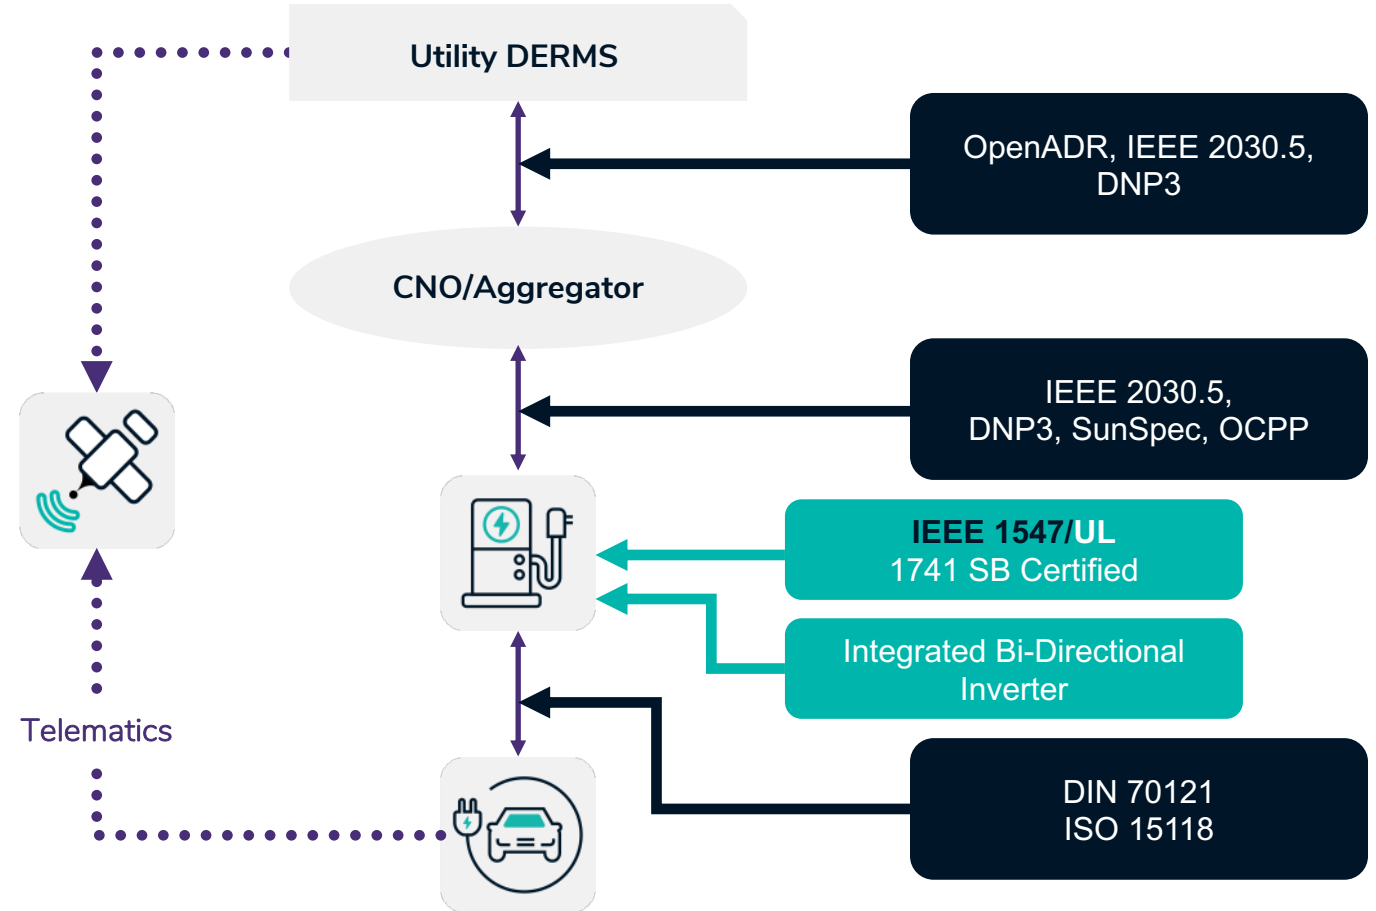 Utility DERMS
OpenADR, IEEE 2030.5,
DNP3
CNO/Aggregator
IEEE 2030.5,
DNP3, SunSpec, OCPP
IEEE 1547/UL
1741 SB Certified
Integrated Bi-Directional
Inverter
Telematics
DIN 70121
ISO 15118